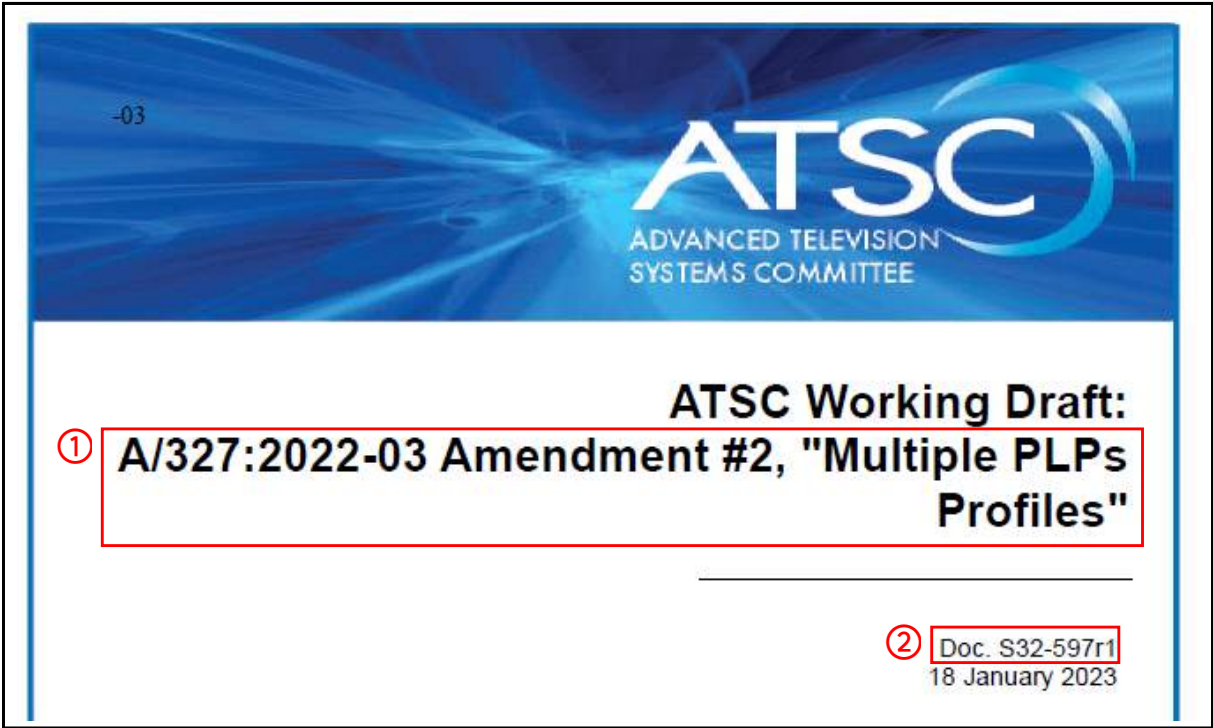 -03
ATSC
ADVANCED TELEVISION
SYSTEMS COMMITTEE
ATSC Working Draft:
① A/327:2022-03 Amendment #2, "Multiple PLPs
Profiles"
② Doc. S32-597r1
18 January 2023